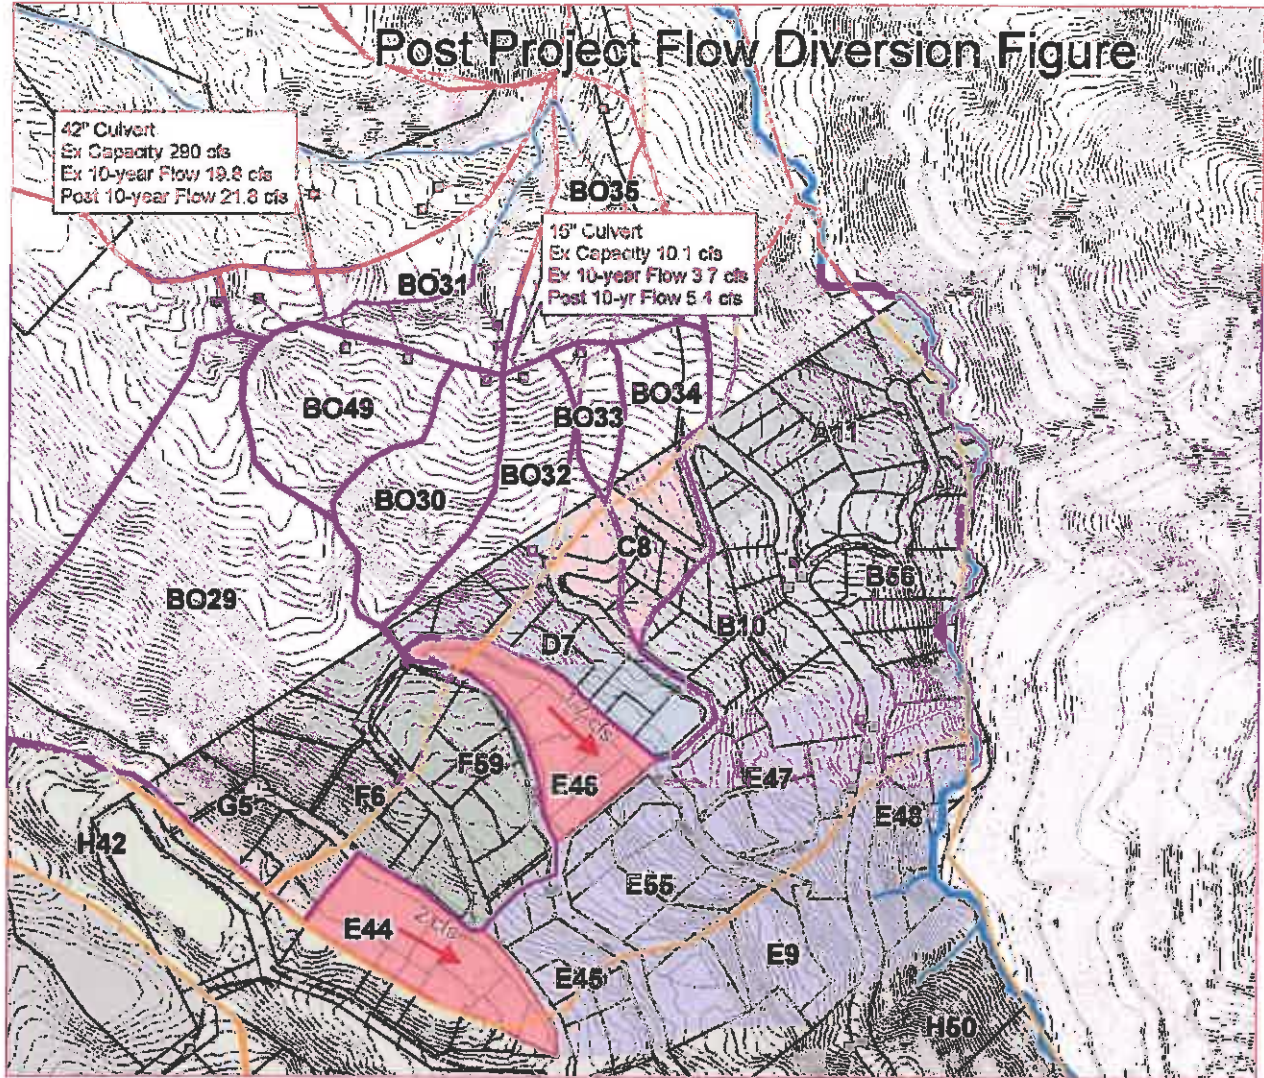 Post Project Flow Diversion Figure
42" Culvert
Ex Capacity 290 cfs
Ex 10-year Flow 19.8 cfs
Post 10-year Flow 21.8 cfs
BO35
15" Culvert
Ex Capacity 10.1 cfs
Ex 10-year Flow 3.7 cfs
Post 10-yr Flow 5.4 cfs
BO31
BO49
BO33
BO34
A11
BO30
BO32
C8
B56
BO29
D7
B10
F59
E46
E47
G5
F6
E48
H42
E55
E44
2 cfs
E45
E9
H50